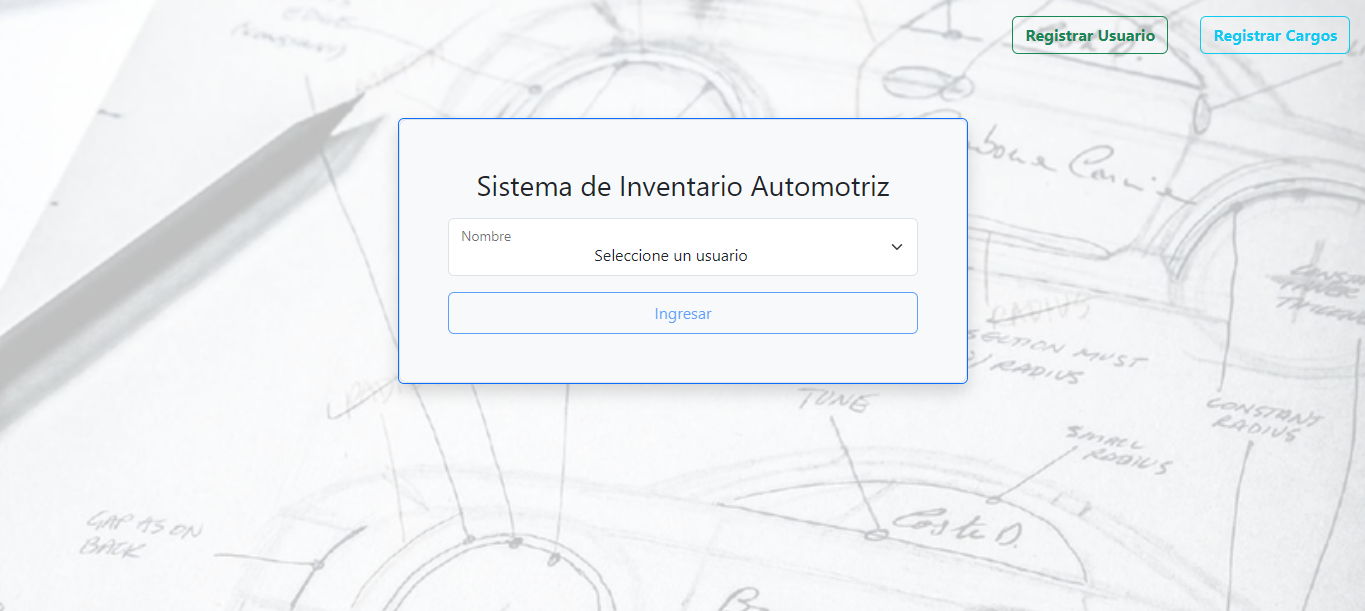 Registrar Usuario
Registrar Cargos
Sistema de Inventario Automotriz
Nombre
Seleccione un usuario
Ingresar
RADIUS
SECTION MUST
RADIUS
TUNE
CONSTANT
RADIUS
SMALL
RADIUS
GAP AS ON
BACK